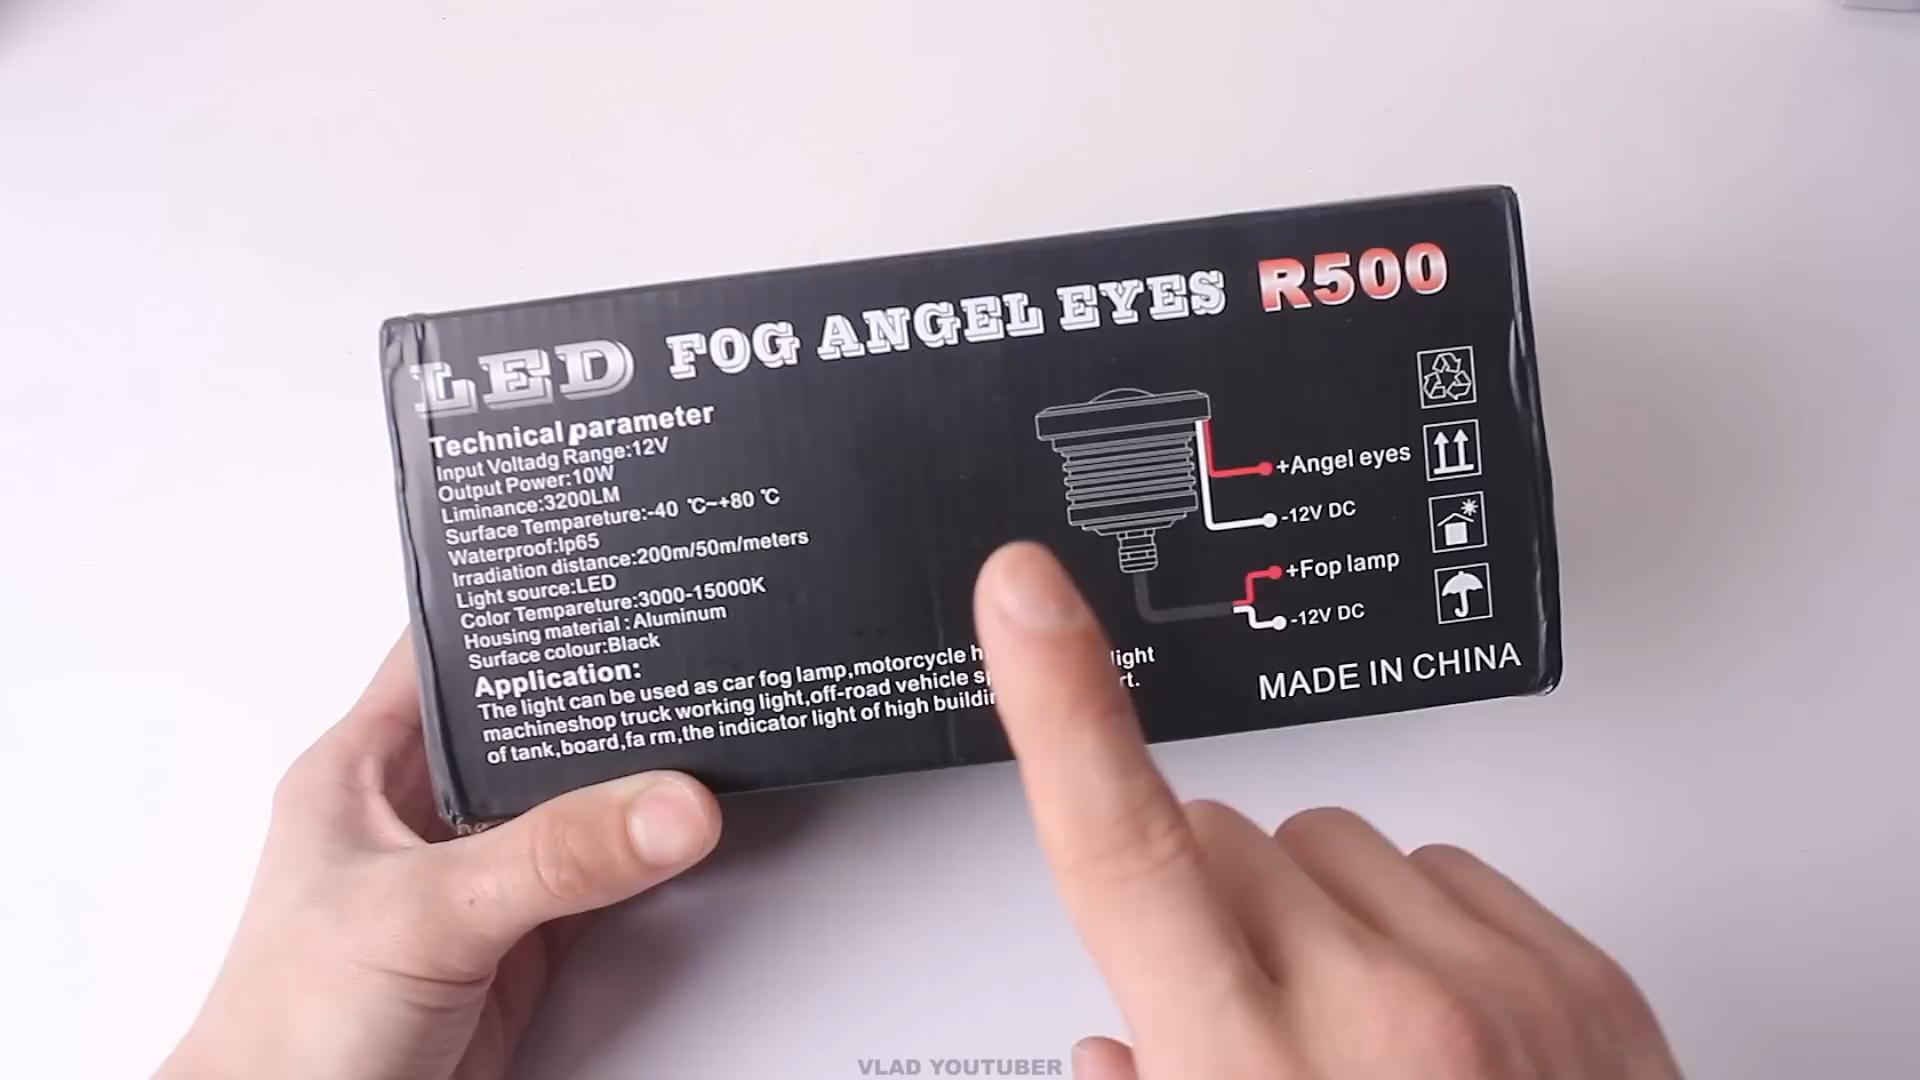 LED FOG ANGEL EYES R500
Technical parameter
Input Voltadg Range:12V
Output Power:10W
Liminance:3200LM
Surface Tempareture:-40 ℃~+80 ℃
Waterproof:Ip65
Irradiation distance:200m/50m/meters
Light source:LED
Color Tempareture:3000-15000K
Housing material :Aluminum
Surface colour:Black
Application:
The light can be used as car fog lamp,motorcycle light
machineshop truck working light,off-road vehicle
of tank,board,fa rm,the indicator light of high
+Angel eyes
-12V DC
+Fop lamp
-12V DC
MADE IN CHINA
VLAD YOUTUBER